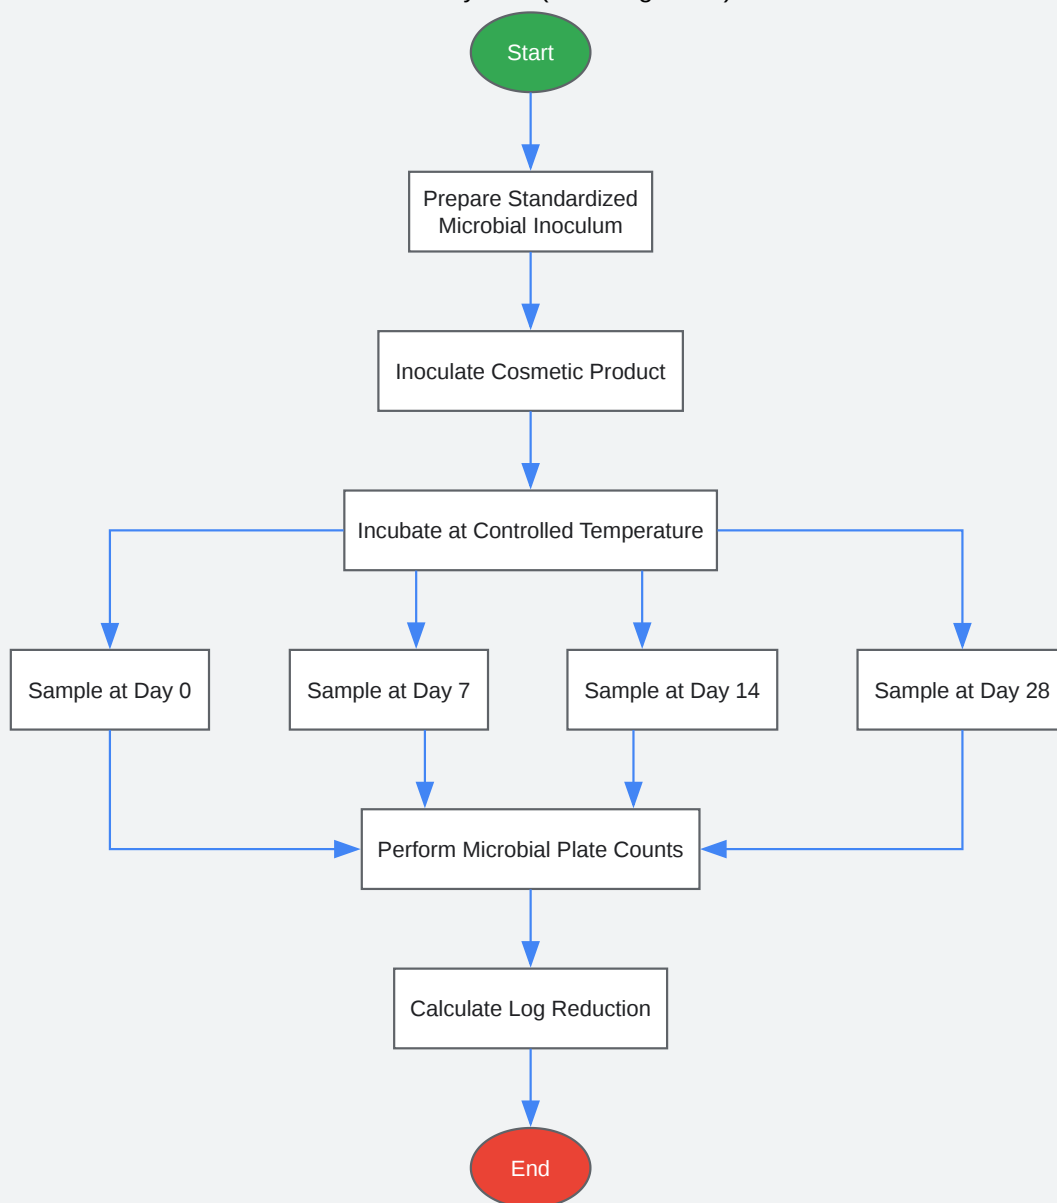 Start
Prepare Standardized
Microbial Inoculum
Inoculate Cosmetic Product
Incubate at Controlled Temperature
Sample at Day 0
Sample at Day 7
Sample at Day 14
Sample at Day 28
Perform Microbial Plate Counts
Calculate Log Reduction
End